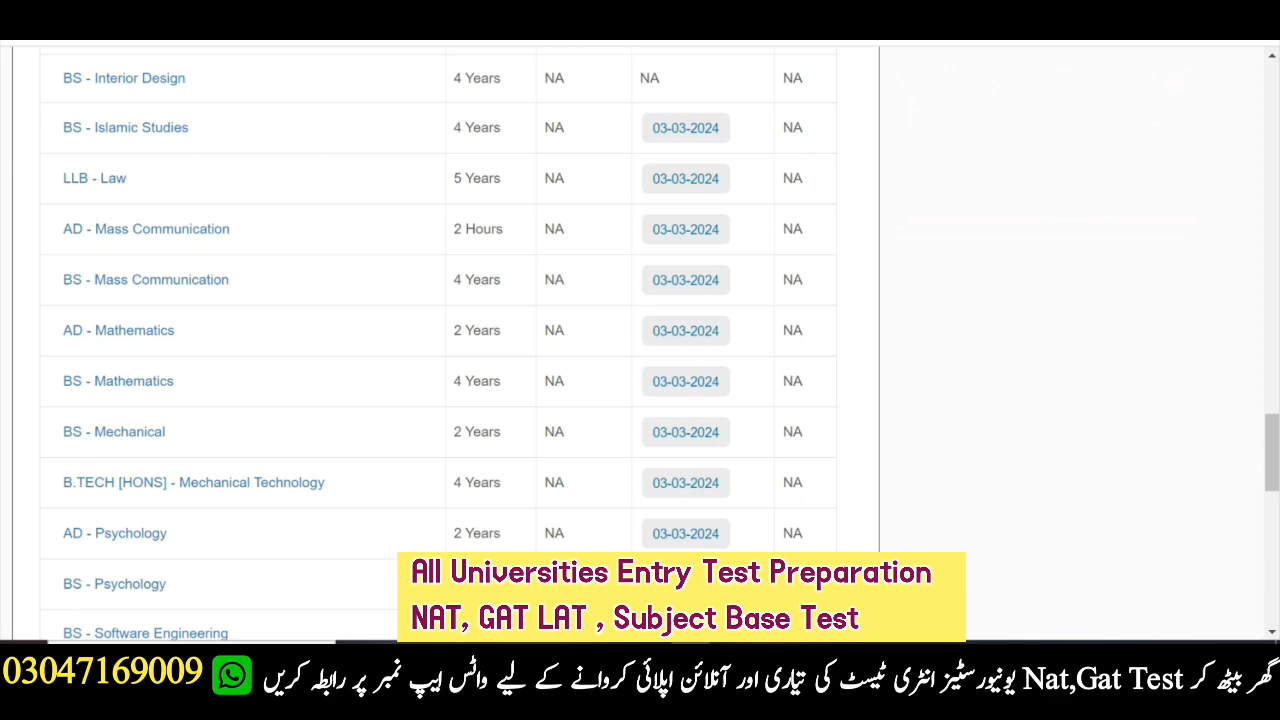 BS - Interior Design 4 Years NA NA NA
BS - Islamic Studies 4 Years NA 03-03-2024 NA
LLB - Law 5 Years NA 03-03-2024 NA
AD - Mass Communication 2 Hours NA 03-03-2024 NA
BS - Mass Communication 4 Years NA 03-03-2024 NA
AD - Mathematics 2 Years NA 03-03-2024 NA
BS - Mathematics 4 Years NA 03-03-2024 NA
BS - Mechanical 2 Years NA 03-03-2024 NA
B.TECH [HONS] - Mechanical Technology 4 Years NA 03-03-2024 NA
AD - Psychology 2 Years NA 03-03-2024 NA
BS - Psychology
BS - Software Engineering
All Universities Entry Test Preparation
NAT, GAT LAT , Subject Base Test
گھر بیٹھ کر Nat,Gat Test یونیورسٹیز انٹری ٹیسٹ کی تیاری اور آنلائن اپلائی کروانے کے لیے واٹس ایپ نمبر پر رابطہ کریں 03047169009